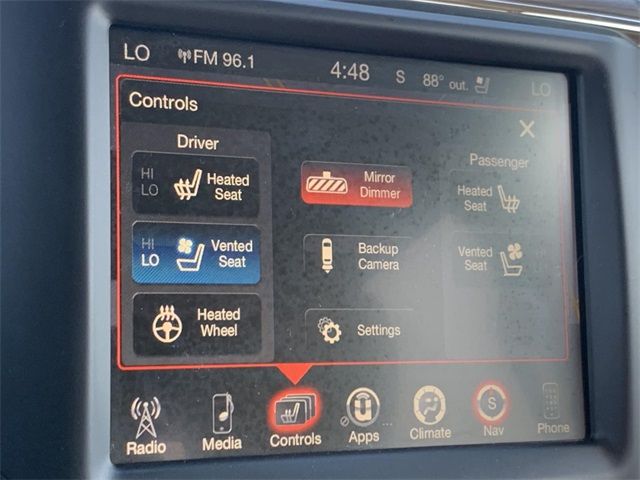 LO FM 96.1 4:48 S 88° out. LO
Controls
Driver
HI
LO
Heated
Seat
HI
LO
Vented
Seat
Heated
Wheel
Mirror
Dimmer
Backup
Camera
Settings
Passenger
Heated
Seat
Vented
Seat
Radio Media Controls Apps Climate S Nav Phone